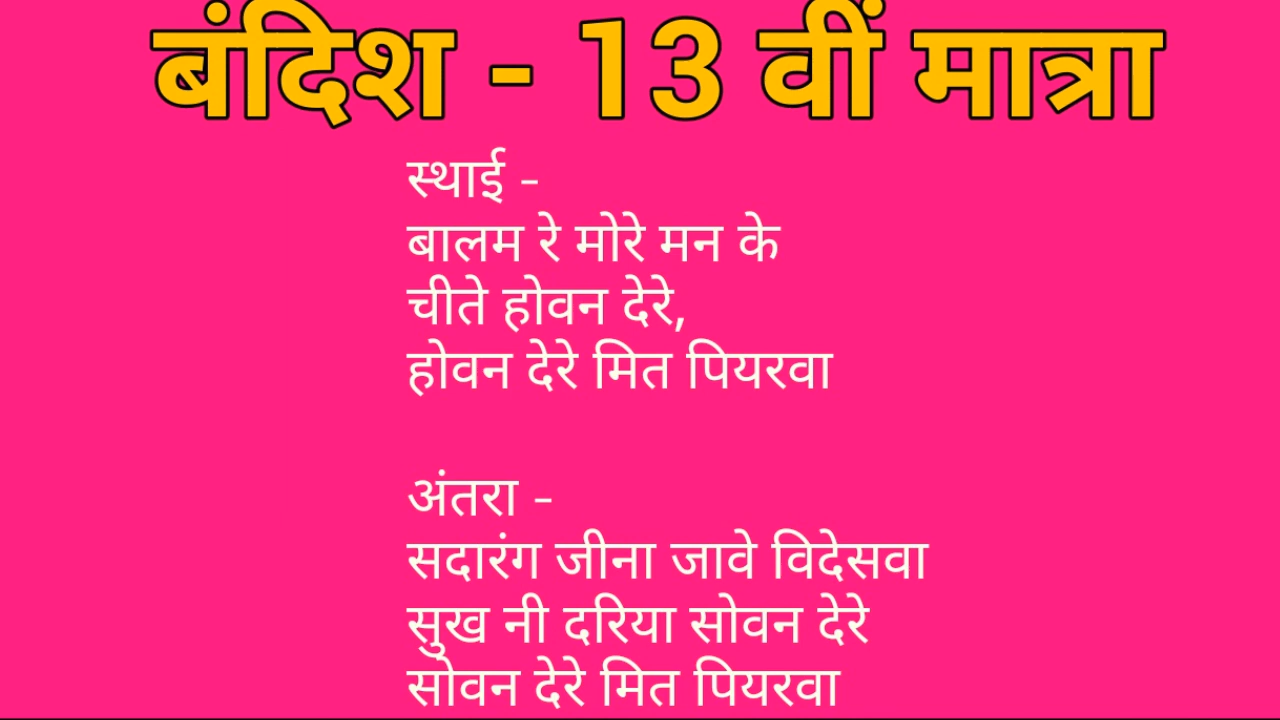 बंदिश - 13 वीं मात्रा
स्थाई -
बालम रे मोरे मन के
चीते होवन देरे,
होवन देरे मित पियरवा
अंतरा -
सदारंग जीना जावे विदेसवा
सुख नी दरिया सोवन देरे
सोवन देरे मित पियरवा